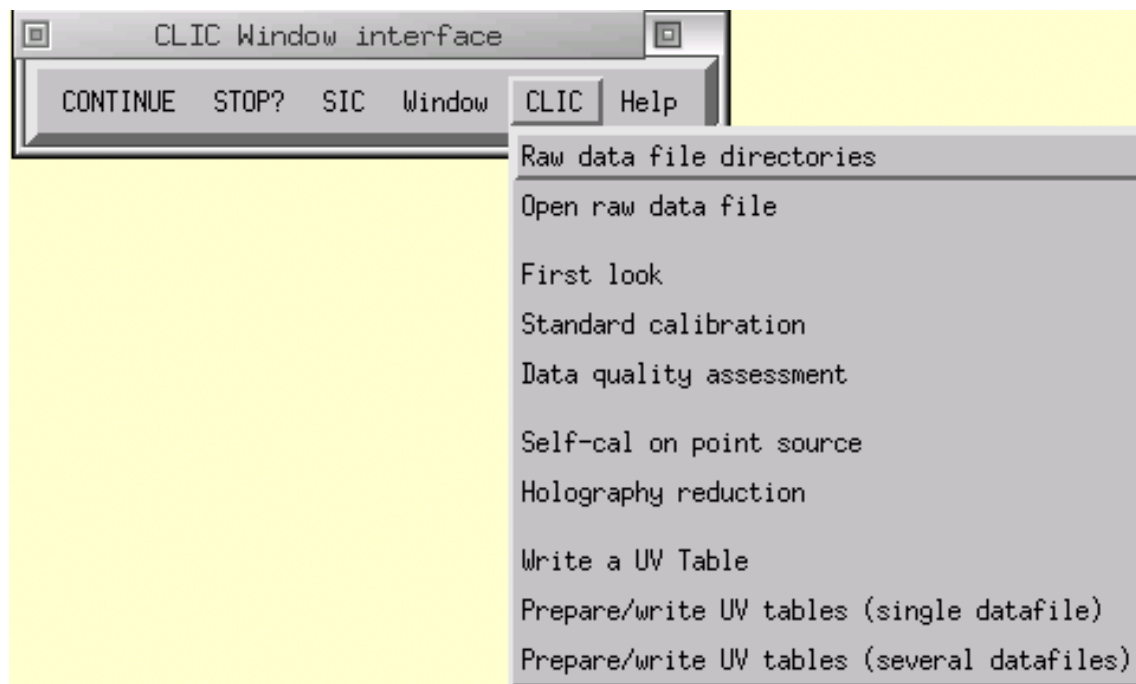 CLIC Window interface
CONTINUE STOP? SIC Window CLIC Help
Raw data file directories
Open raw data file
First look
Standard calibration
Data quality assessment
Self-cal on point source
Holography reduction
Write a UV Table
Prepare/write UV tables (single datafile)
Prepare/write UV tables (several datafiles)